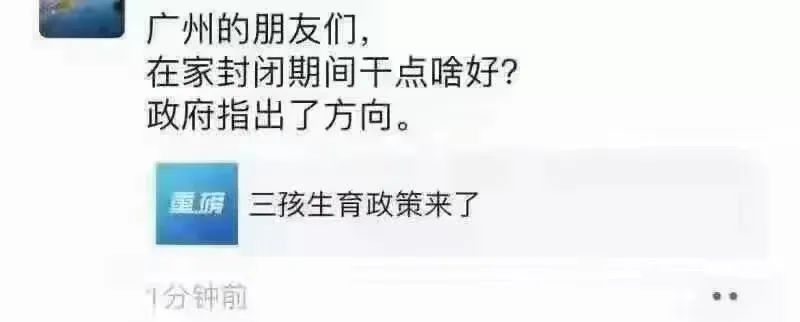 广州的朋友们，
在家封闭期间干点啥好？
政府指出了方向。
重磅
三孩生育政策来了
1分钟前